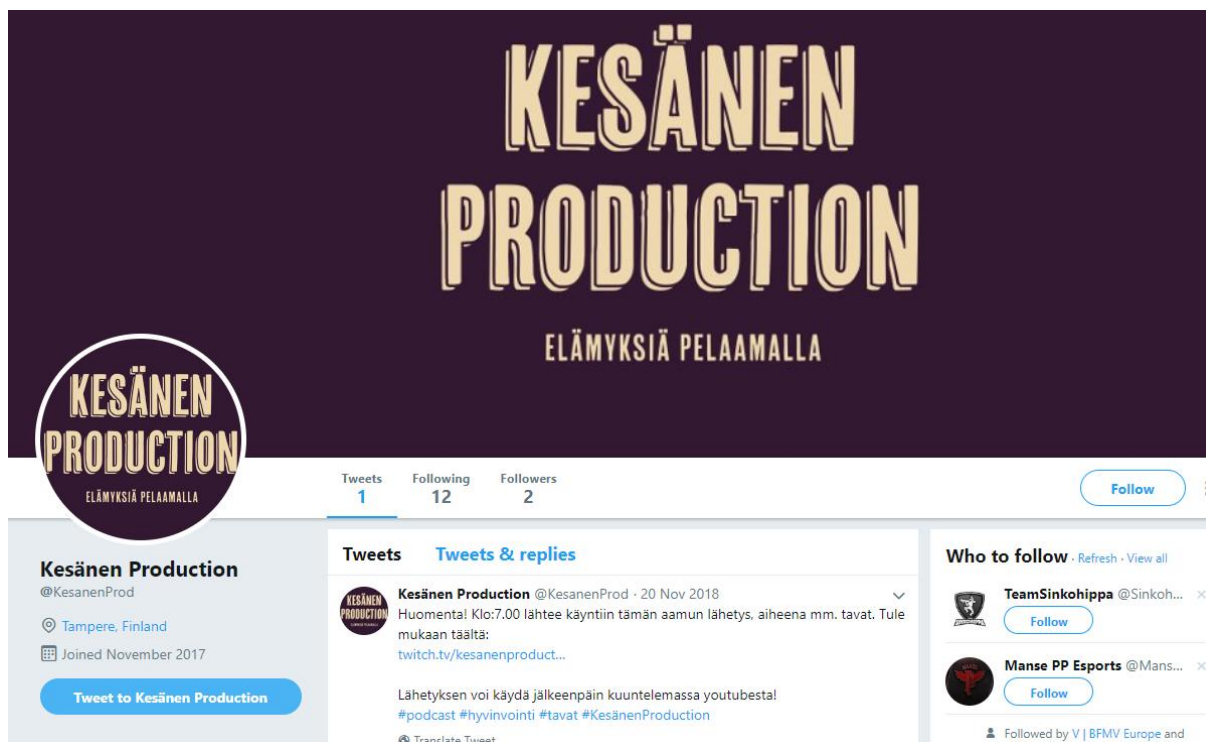 KESÄNEN
PRODUCTION
ELÄMYKSIÄ PELAAMALLA
KESÄNEN
PRODUCTION
ELÄMYKSIÄ PELAAMALLA
Tweets Following Followers
1 12 2
Follow
Kesänen Production
@KesanenProd
Tampere, Finland
Joined November 2017
Tweet to Kesänen Production
Tweets Tweets & replies
KESÄNEN
PRODUCTION
Kesänen Production @KesanenProd · 20 Nov 2018
Huomenta! Klo:7.00 lähtee käyntiin tämän aamun lähetys, aiheena mm. tavat. Tule
mukaan täältä:
twitch.tv/kesanenproduct...
Lähetyksen voi käydä jälkeenpäin kuuntelemassa youtubesta!
#podcast #hyvinvointi #tavat #KesänenProduction
Translate Tweet
Who to follow · Refresh · View all
TeamSinkohippa @Sinkoh...
Follow
Manse PP Esports @Mans...
Follow
Followed by V | BFMV Europe and